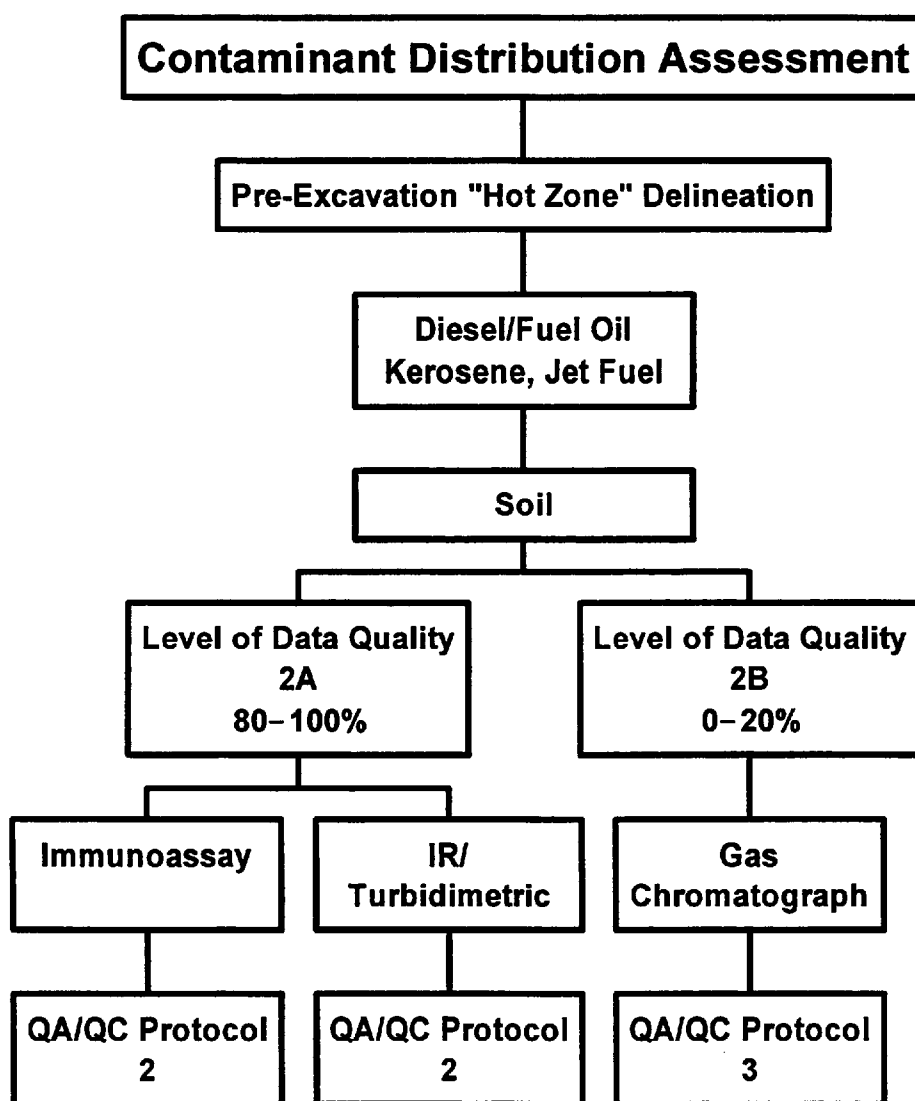 Contaminant Distribution Assessment
Pre-Excavation "Hot Zone" Delineation
Diesel/Fuel Oil
Kerosene, Jet Fuel
Soil
Level of Data Quality
2A
80–100%
Level of Data Quality
2B
0–20%
Immunoassay
IR/
Turbidimetric
Gas
Chromatograph
QA/QC Protocol
2
QA/QC Protocol
2
QA/QC Protocol
3